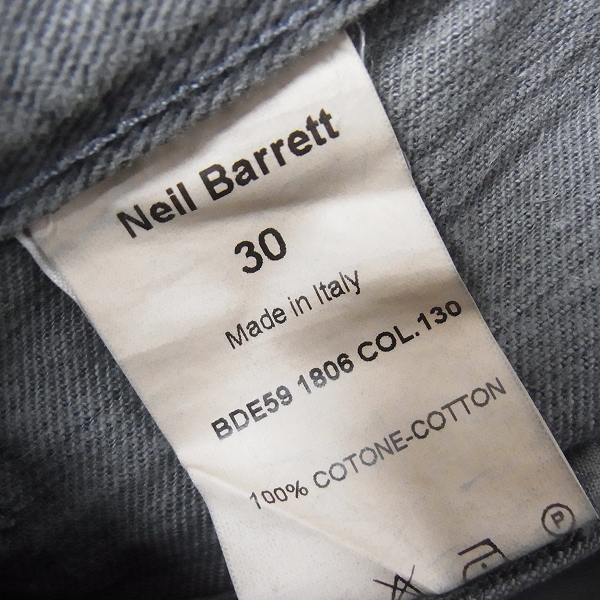 Neil Barrett
30
Made in Italy
BDE59 1806 COL.130
100% COTONE-COTTON
P